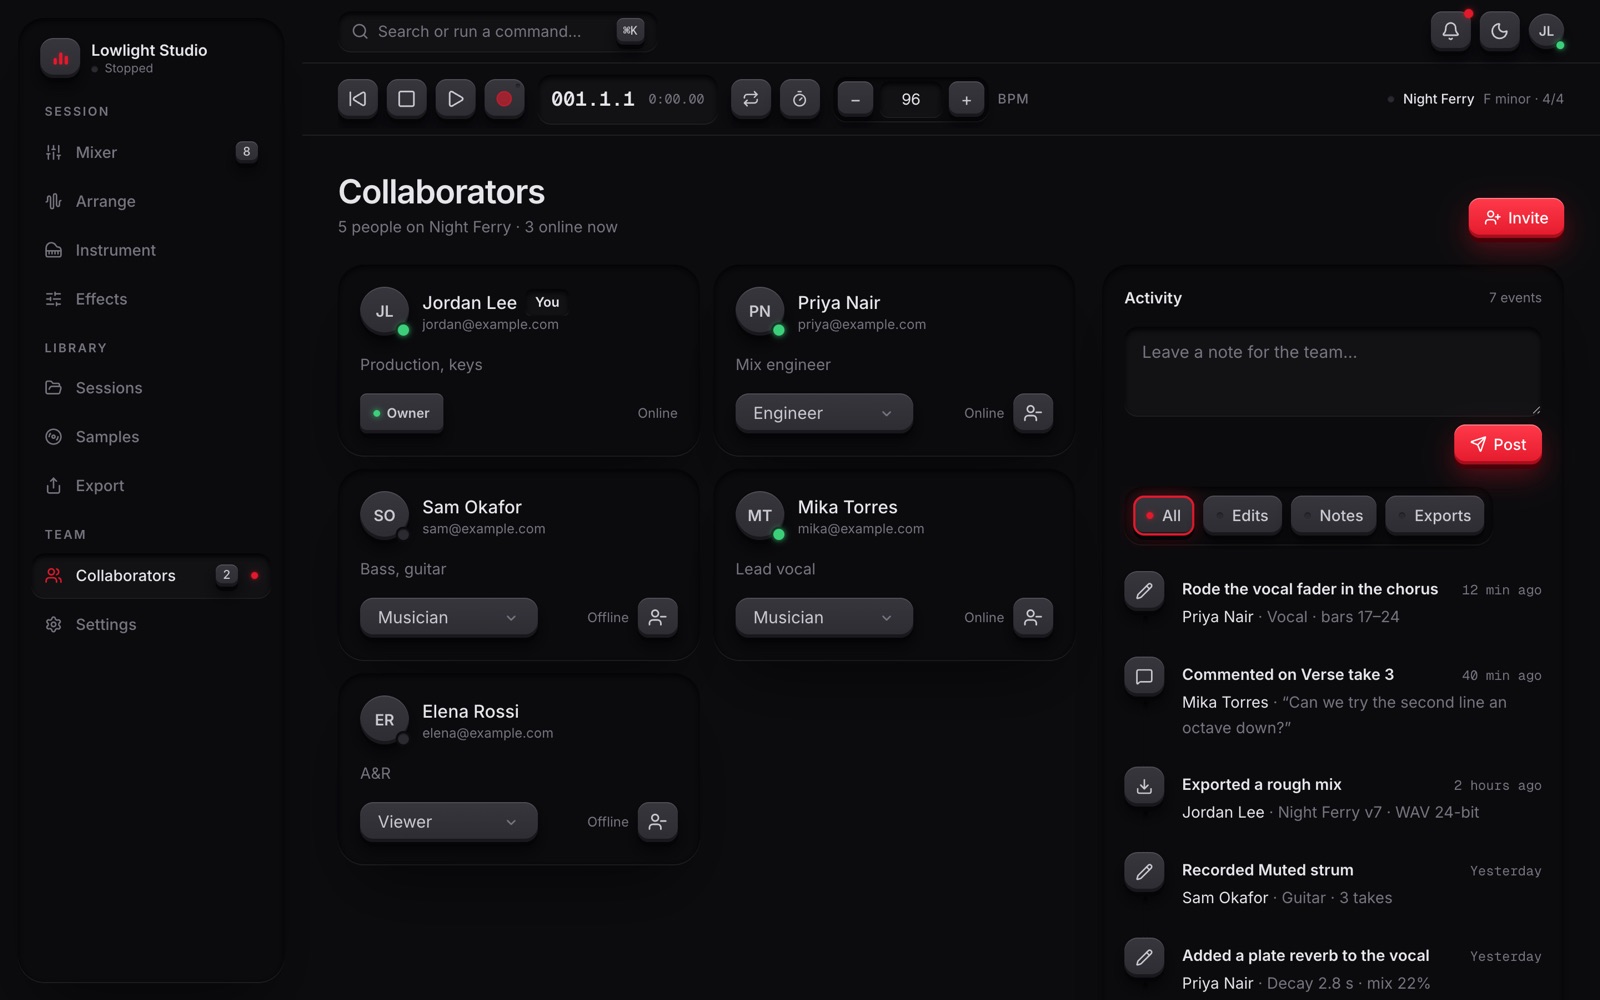 Lowlight Studio
Stopped
SESSION
Mixer 8
Arrange
Instrument
Effects
LIBRARY
Sessions
Samples
Export
TEAM
Collaborators 2
Settings
Search or run a command... ⌘K
JL
001.1.1 0:00.00
– 96 + BPM
Night Ferry F minor · 4/4
Collaborators
5 people on Night Ferry · 3 online now
Invite
JL
Jordan Lee You
jordan@example.com
Production, keys
Owner Online
PN
Priya Nair
priya@example.com
Mix engineer
Engineer Online
SO
Sam Okafor
sam@example.com
Bass, guitar
Musician Offline
MT
Mika Torres
mika@example.com
Lead vocal
Musician Online
ER
Elena Rossi
elena@example.com
A&R
Viewer Offline
Activity 7 events
Leave a note for the team...
Post
All Edits Notes Exports
Rode the vocal fader in the chorus 12 min ago
Priya Nair · Vocal · bars 17–24
Commented on Verse take 3 40 min ago
Mika Torres · “Can we try the second line an
octave down?”
Exported a rough mix 2 hours ago
Jordan Lee · Night Ferry v7 · WAV 24-bit
Recorded Muted strum Yesterday
Sam Okafor · Guitar · 3 takes
Added a plate reverb to the vocal Yesterday
Priya Nair · Decay 2.8 s · mix 22%